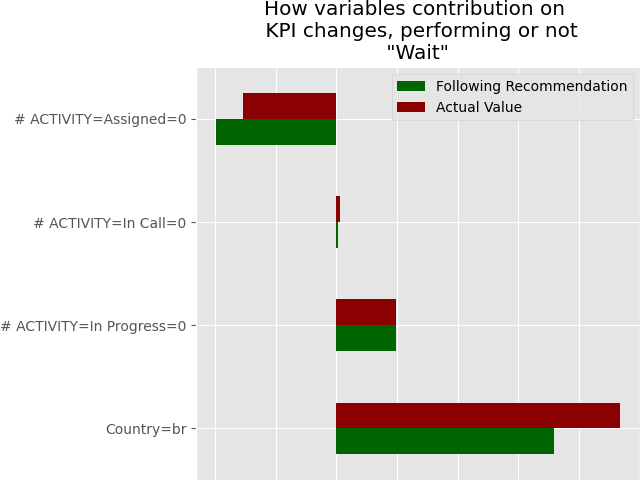 How variables contribution on
KPI changes, performing or not
"Wait"
Following Recommendation
Actual Value
# ACTIVITY=Assigned=0
# ACTIVITY=In Call=0
# ACTIVITY=In Progress=0
Country=br